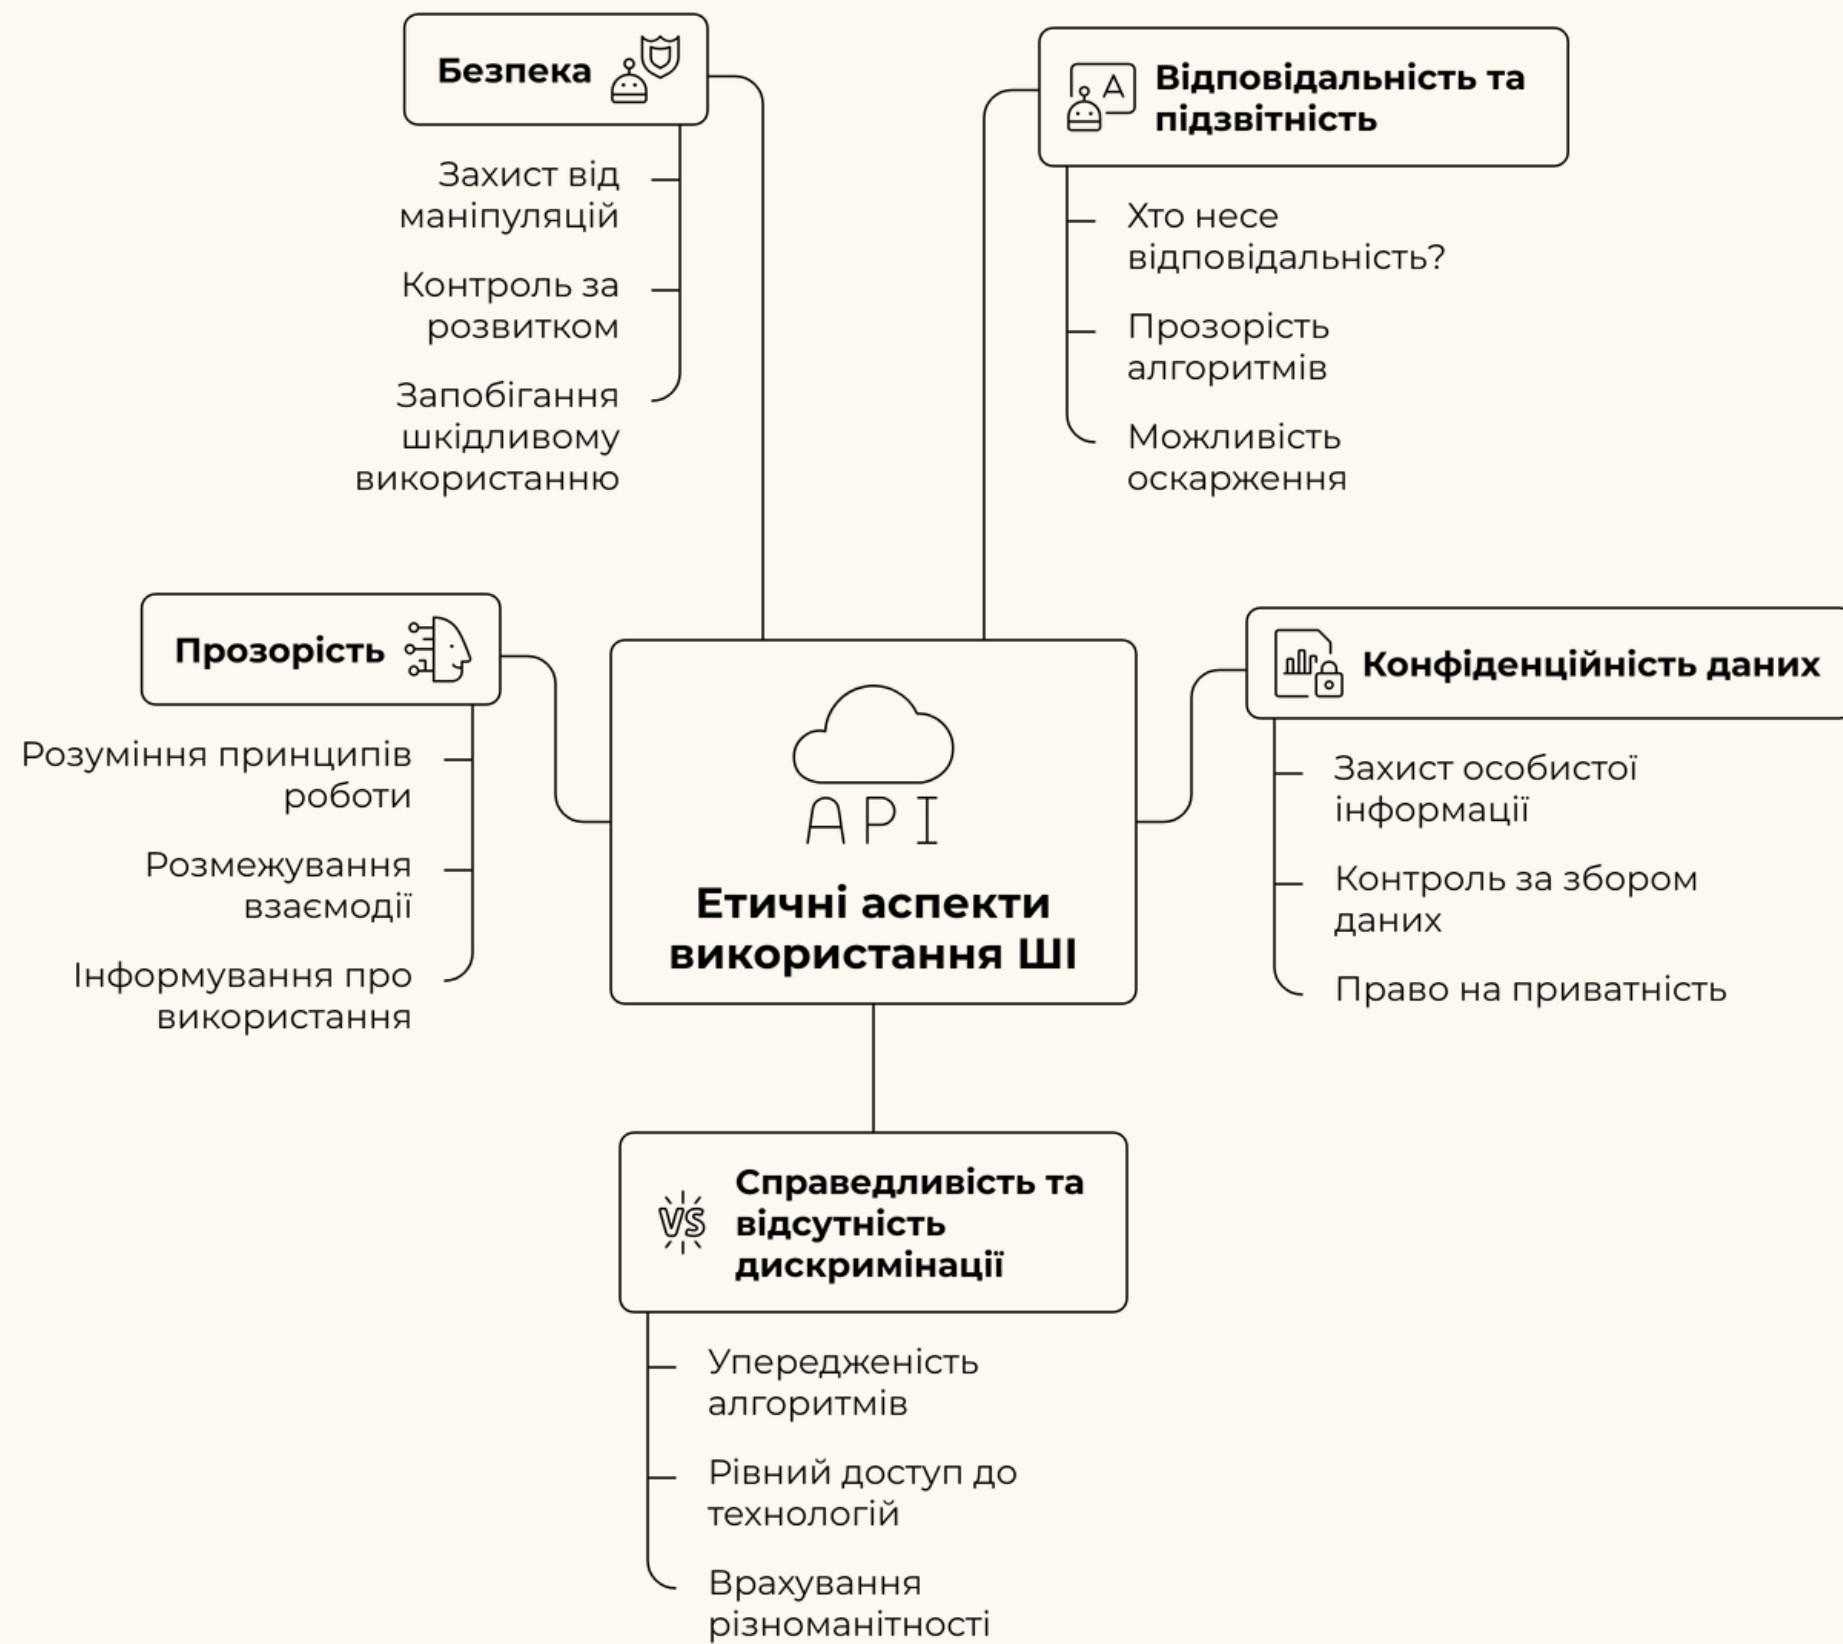 Безпека
Захист від
маніпуляцій
Контроль за
розвитком
Запобігання
шкідливому
використанню
Відповідальність та
підзвітність
A
Хто несе
відповідальність?
Прозорість
алгоритмів
Можливість
оскарження
Прозорість
Розуміння принципів
роботи
Розмежування
взаємодії
Інформування про
використання
API
Етичні аспекти
використання ШІ
Конфіденційність даних
Захист особистої
інформації
Контроль за збором
даних
Право на приватність
VS
Справедливість та
відсутність
дискримінації
Упередженість
алгоритмів
Рівний доступ до
технологій
Врахування
різноманітності